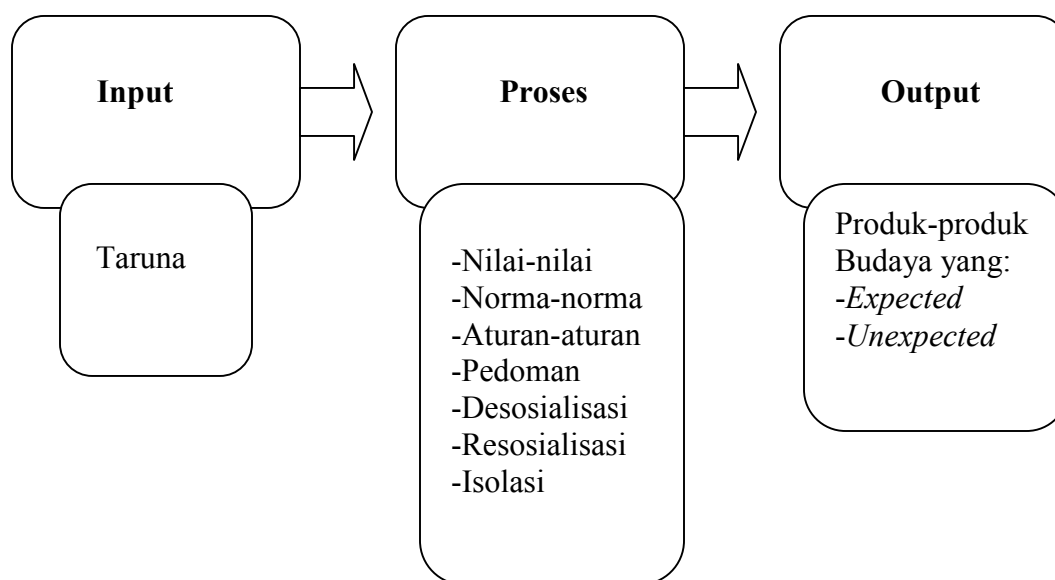 Input
Taruna
Proses
-Nilai-nilai
-Norma-norma
-Aturan-aturan
-Pedoman
-Desosialisasi
-Resosialisasi
-Isolasi
Output
Produk-produk
Budaya yang:
-Expected
-Unexpected